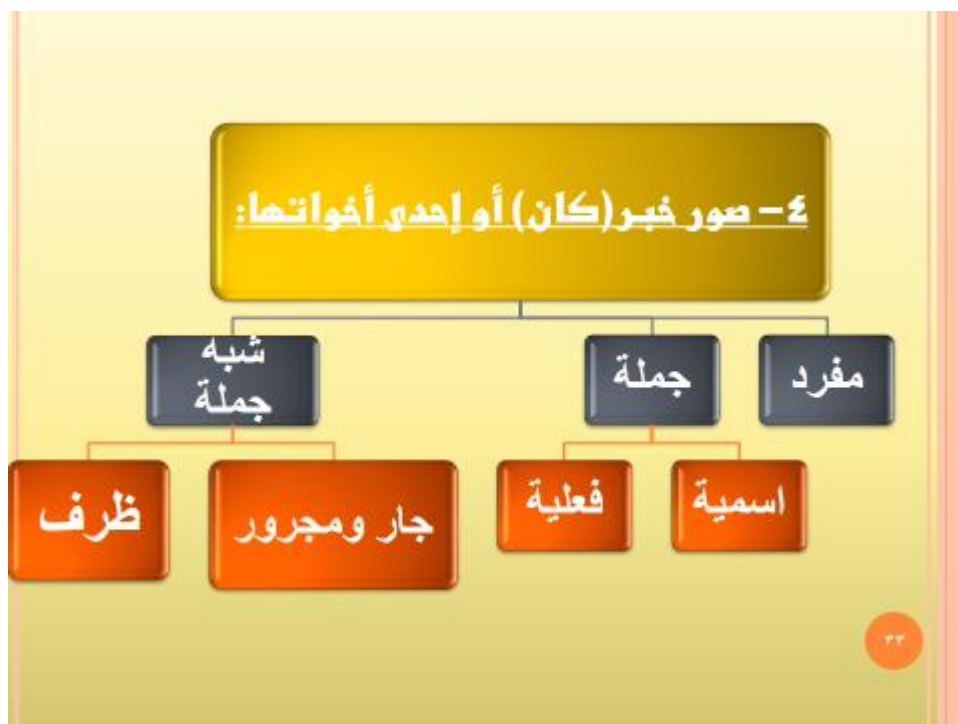 ٤- صور خبر(كان) أو إحدى أخواتها:
مفرد
جملة
شبه
جملة
اسمية
فعلية
جار ومجرور
ظرف
٣٣